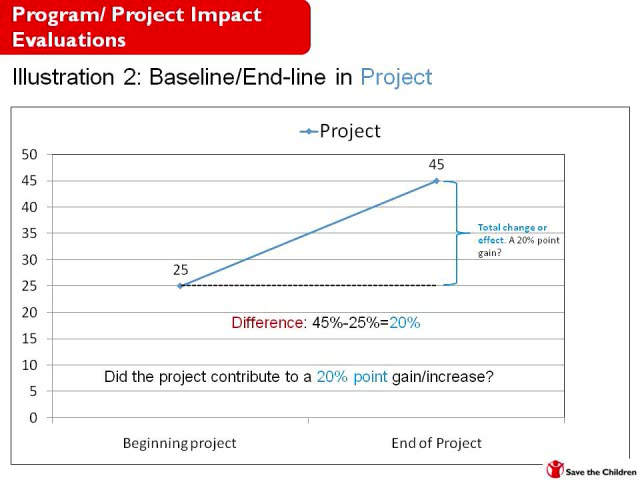 Program/ Project Impact
Evaluations
Illustration 2: Baseline/End-line in Project
Project
50
45
40
35
30
25
20
15
10
5
0
45
25
Total change or
effect. A 20% point
gain?
Difference: 45%-25%=20%
Did the project contribute to a 20% point gain/increase?
Beginning project
End of Project
Save the Children